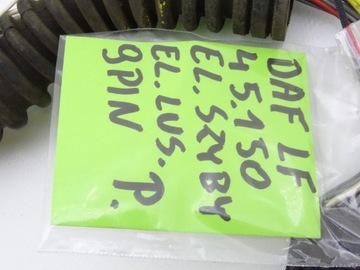 DAF LF
45.150
EL. SZYBY
EL. LUS. P.
9PIN